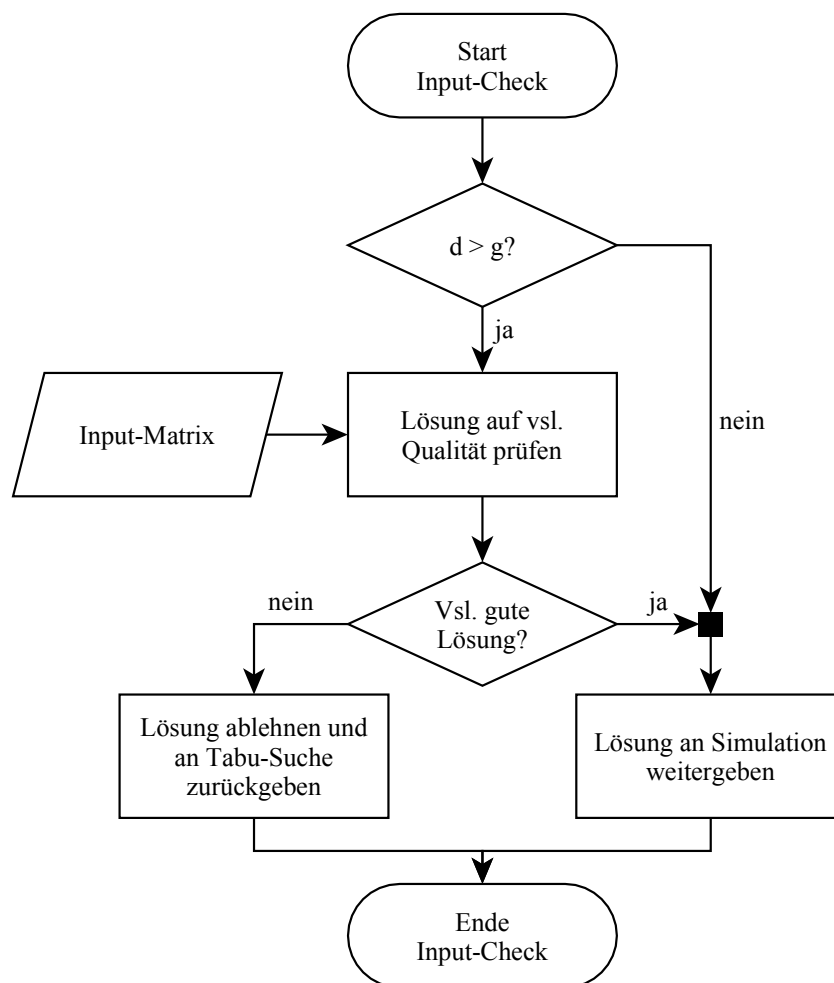 Start
Input-Check
d > g?
ja
nein
Input-Matrix
Lösung auf vsl.
Qualität prüfen
nein
Vsl. gute
Lösung?
ja
Lösung ablehnen und
an Tabu-Suche
zurückgeben
Lösung an Simulation
weitergeben
Ende
Input-Check